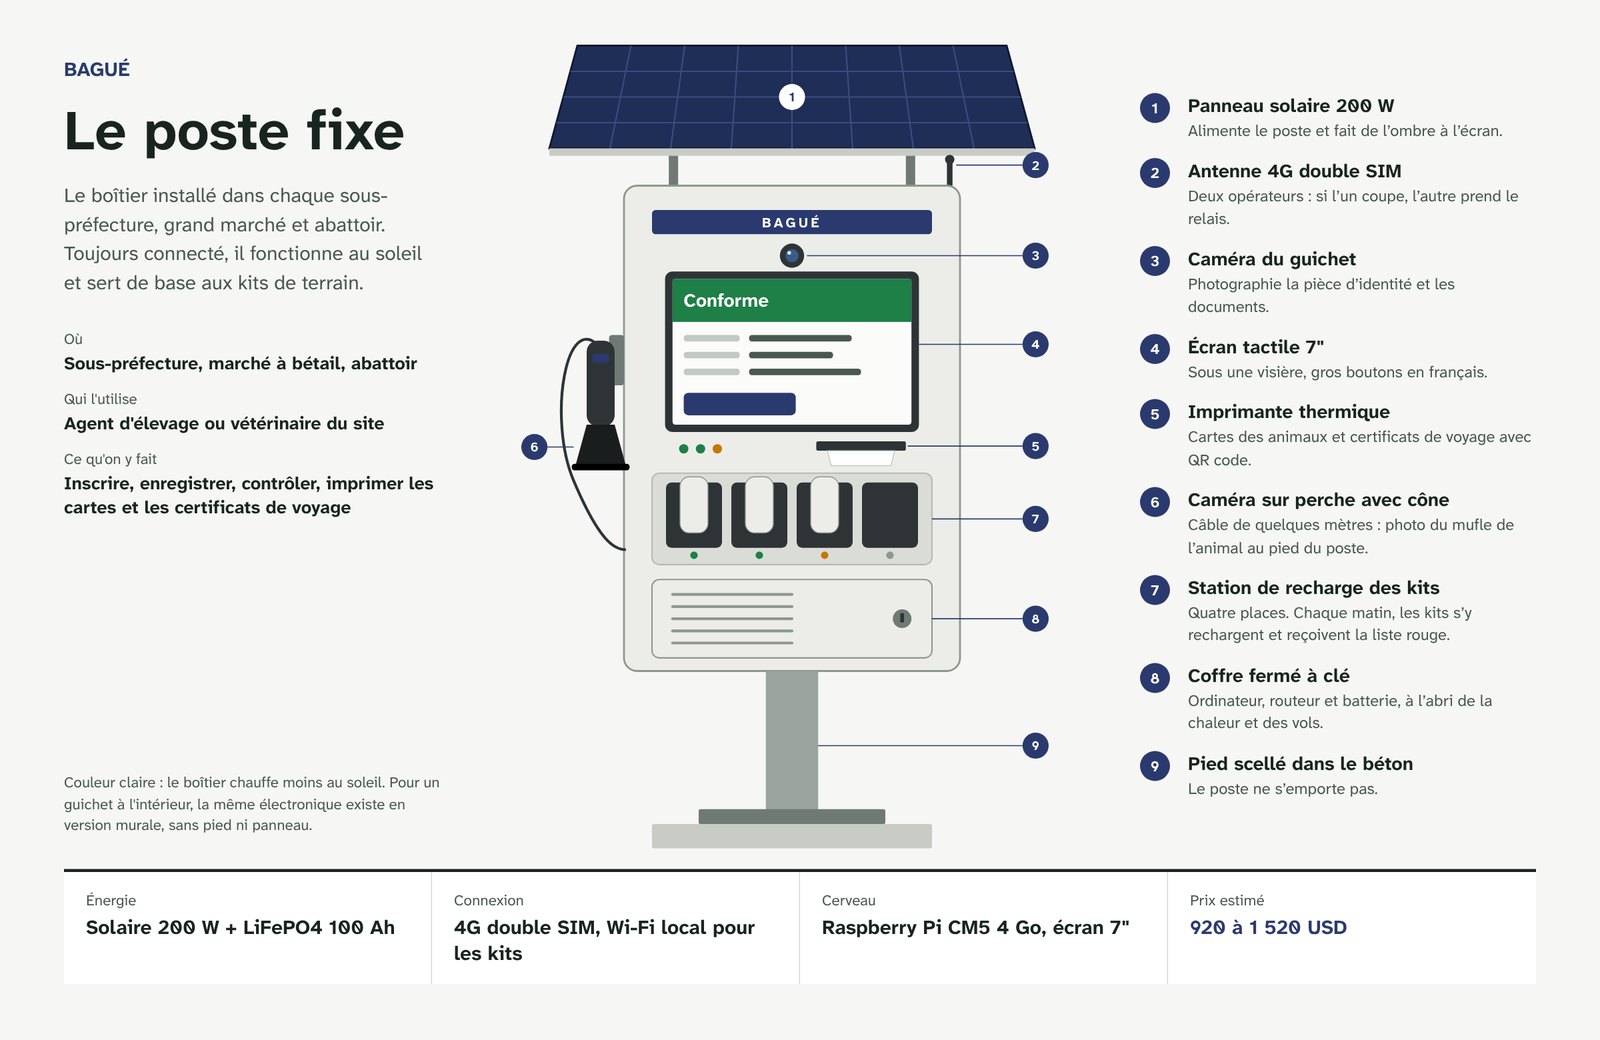 BAGUÉ
Le poste fixe
Le boîtier installé dans chaque sous-
préfecture, grand marché et abattoir.
Toujours connecté, il fonctionne au soleil
et sert de base aux kits de terrain.
Où
Sous-préfecture, marché à bétail, abattoir
Qui l'utilise
Agent d'élevage ou vétérinaire du site
Ce qu'on y fait
Inscrire, enregistrer, contrôler, imprimer les
cartes et les certificats de voyage
Couleur claire : le boîtier chauffe moins au soleil. Pour un
guichet à l'intérieur, la même électronique existe en
version murale, sans pied ni panneau.
1
2
BAGUÉ
3
Conforme
4
5
6
7
8
9
1
Panneau solaire 200 W
Alimente le poste et fait de l’ombre à l’écran.
2
Antenne 4G double SIM
Deux opérateurs : si l’un coupe, l’autre prend le
relais.
3
Caméra du guichet
Photographie la pièce d’identité et les
documents.
4
Écran tactile 7"
Sous une visière, gros boutons en français.
5
Imprimante thermique
Cartes des animaux et certificats de voyage avec
QR code.
6
Caméra sur perche avec cône
Câble de quelques mètres : photo du mufle de
l’animal au pied du poste.
7
Station de recharge des kits
Quatre places. Chaque matin, les kits s’y
rechargent et reçoivent la liste rouge.
8
Coffre fermé à clé
Ordinateur, routeur et batterie, à l’abri de la
chaleur et des vols.
9
Pied scellé dans le béton
Le poste ne s’emporte pas.
Énergie
Solaire 200 W + LiFePO4 100 Ah
Connexion
4G double SIM, Wi-Fi local pour
les kits
Cerveau
Raspberry Pi CM5 4 Go, écran 7"
Prix estimé
920 à 1 520 USD